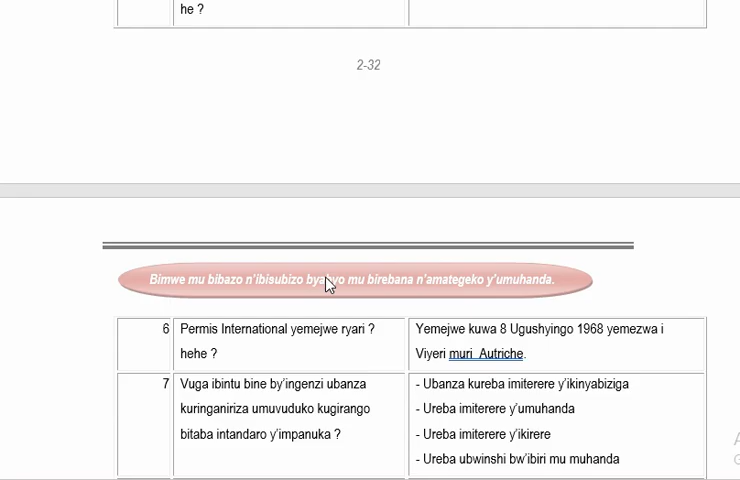 he ?
2-32
Bimwe mu bibazo n'ibisubizo byabyo mu birebana n'amategeko y'umuhanda.
6 Permis International yemejwe ryari ? Yemejwe kuwa 8 Ugushyingo 1968 yemezwa i
hehe ? Viyeri muri Autriche.
7 Vuga ibintu bine by'ingenzi ubanza - Ubanza kureba imiterere y'ikinyabiziga
kuringaniriza umuvuduko kugirango - Ureba imiterere y'umuhanda
bitaba intandaro y'impanuka ? - Ureba imiterere y'ikirere
- Ureba ubwinshi bw'ibiri mu muhanda